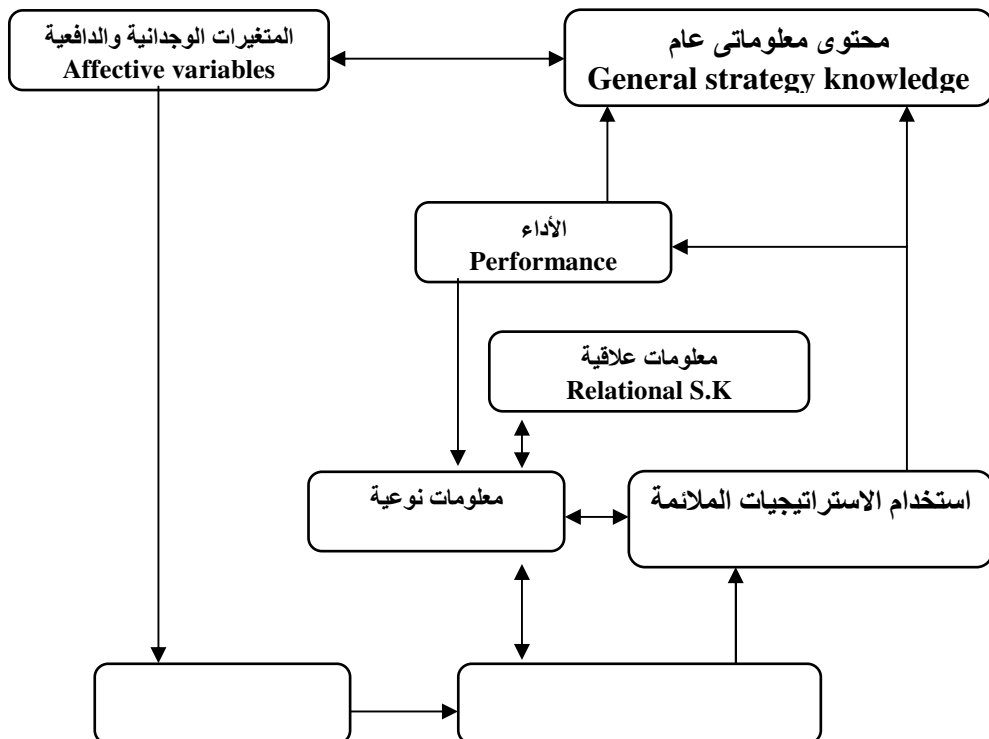 محتوى معلوماتى عام
General strategy knowledge
المتغيرات الوجدانية والدافعية
Affective variables
الأداء
Performance
معلومات علاقية
Relational S.K
استخدام الاستراتيجيات الملائمة
معلومات نوعية